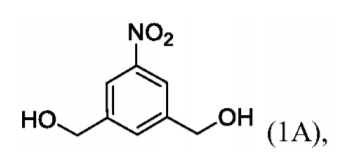 NO₂
HO OH (1A),